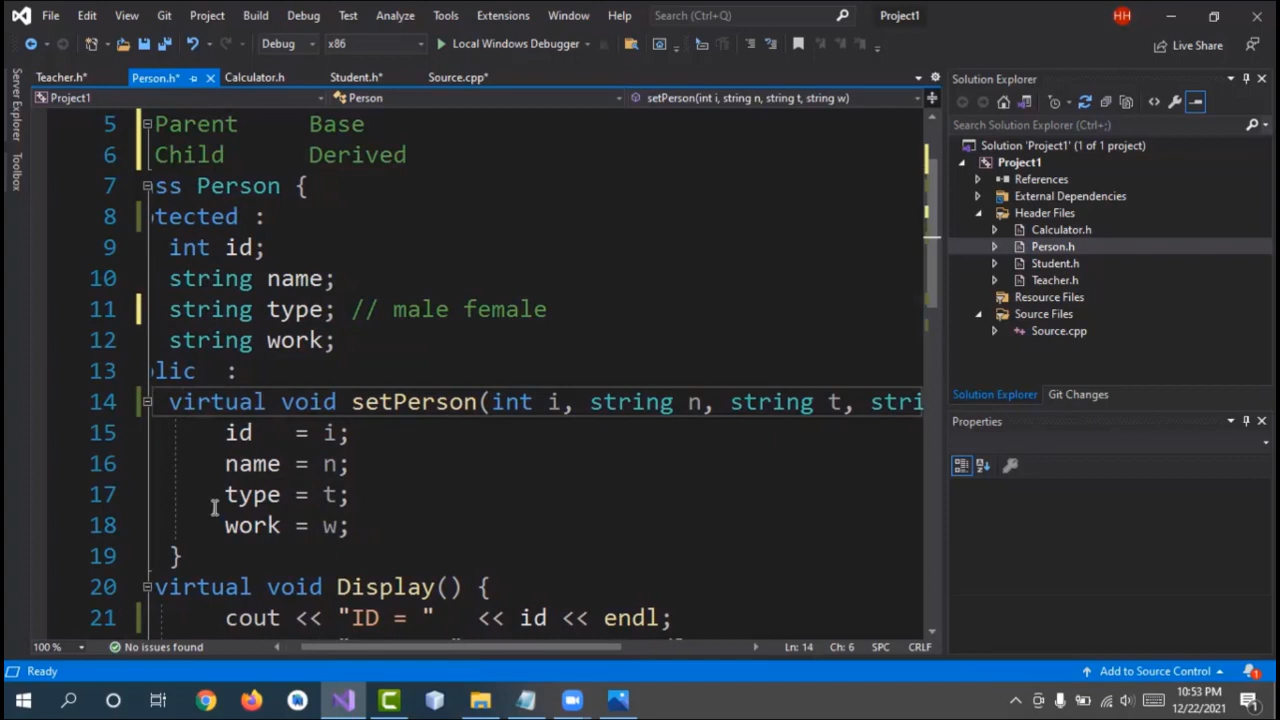 File Edit View Git Project Build Debug Test Analyze Tools Extensions Window Help Search (Ctrl+Q) Project1 HH
Debug x86 Local Windows Debugger Live Share
Teacher.h* Person.h* Calculator.h Student.h* Source.cpp*
Project1 Person setPerson(int i, string n, string t, string w)
5 Parent Base
6 Child Derived
7 ss Person {
8 tected :
9 int id;
10 string name;
11 string type; // male female
12 string work;
13 lic :
14 virtual void setPerson(int i, string n, string t, stri
15 id = i;
16 name = n;
17 type = t;
18 work = w;
19 }
20 virtual void Display() {
21 cout << "ID = " << id << endl;
100 % No issues found Ln: 14 Ch: 6 SPC CRLF
Server Explorer
Toolbox
Solution Explorer
Search Solution Explorer (Ctrl+;)
Solution 'Project1' (1 of 1 project)
Project1
References
External Dependencies
Header Files
Calculator.h
Person.h
Student.h
Teacher.h
Resource Files
Source Files
Source.cpp
Solution Explorer Git Changes
Properties
Ready Add to Source Control 1
10:53 PM
12/22/2021
1